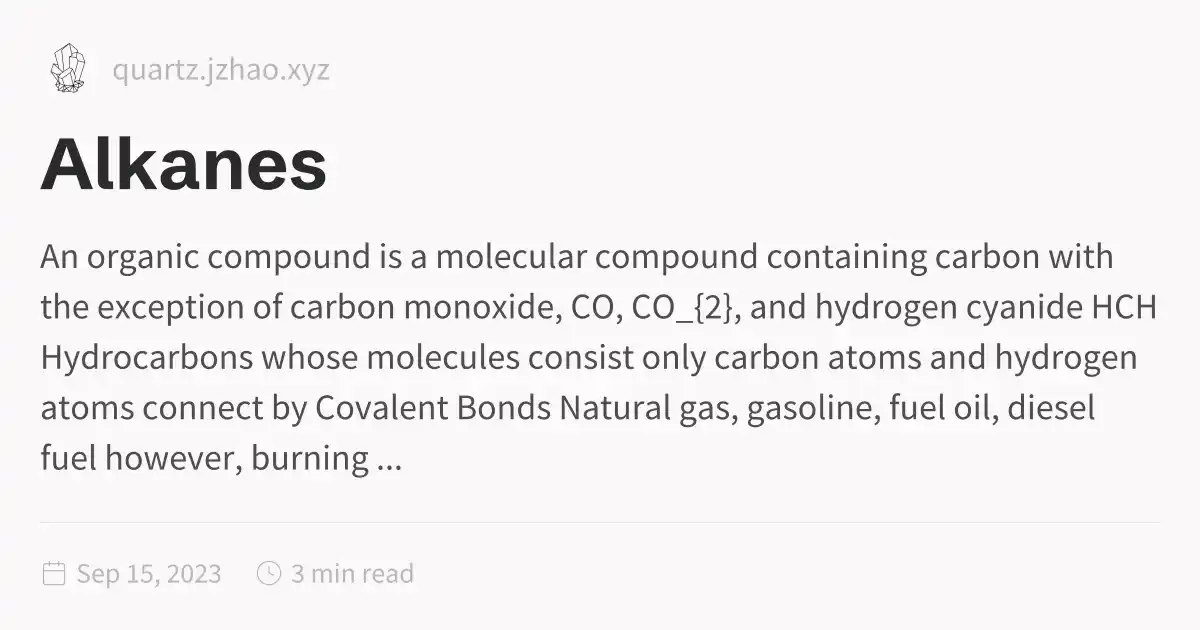 quartz.jzhao.xyz
Alkanes
An organic compound is a molecular compound containing carbon with
the exception of carbon monoxide, CO, CO_{2}, and hydrogen cyanide HCH
Hydrocarbons whose molecules consist only carbon atoms and hydrogen
atoms connect by Covalent Bonds Natural gas, gasoline, fuel oil, diesel
fuel however, burning ...
Sep 15, 2023 3 min read